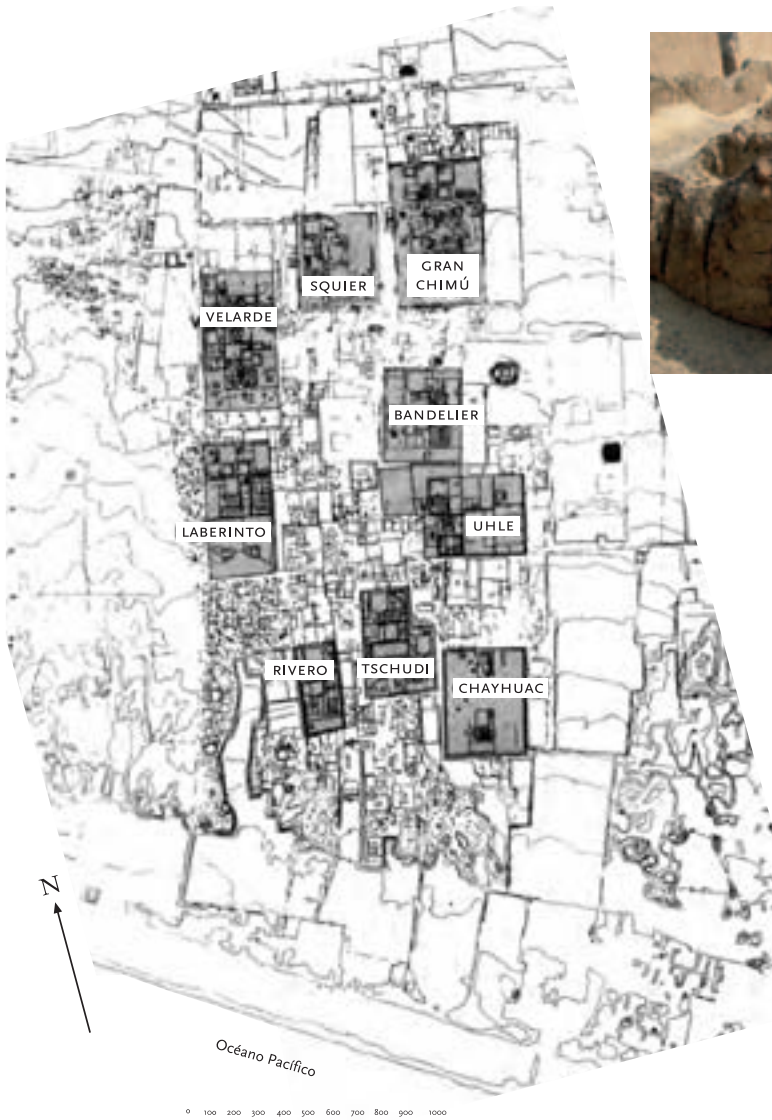 SQUIER
GRAN
CHIMÚ
VELARDE
BANDELIER
LABERINTO
UHLE
RIVERO
TSCHUDI
CHAYHUAC
N
Océano Pacífico
0 100 200 300 400 500 600 700 800 900 1000